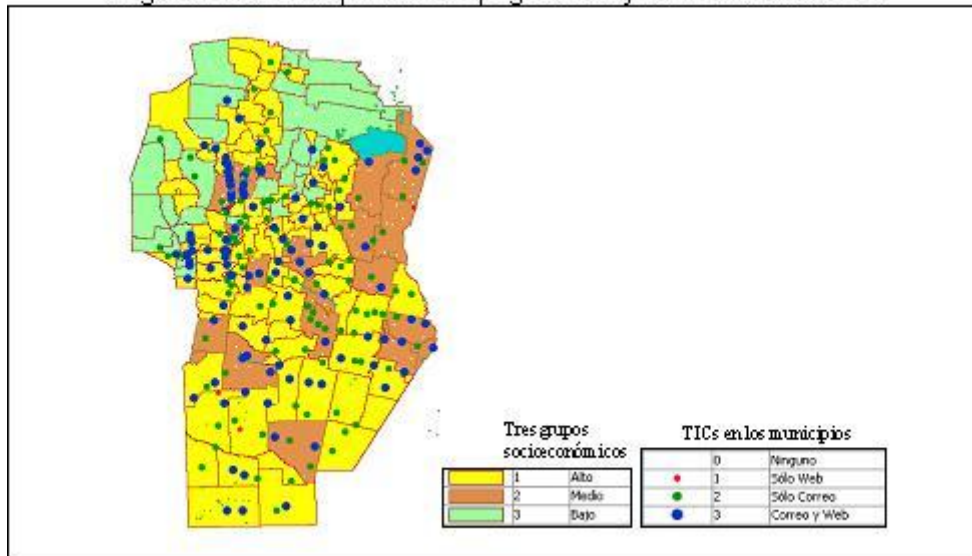 Tres grupos
socioeconómicos
1 Alto
2 Medio
3 Bajo
TICs en los municipios
0 Ninguno
1 Sólo Web
2 Sólo Correo
3 Correo y Web